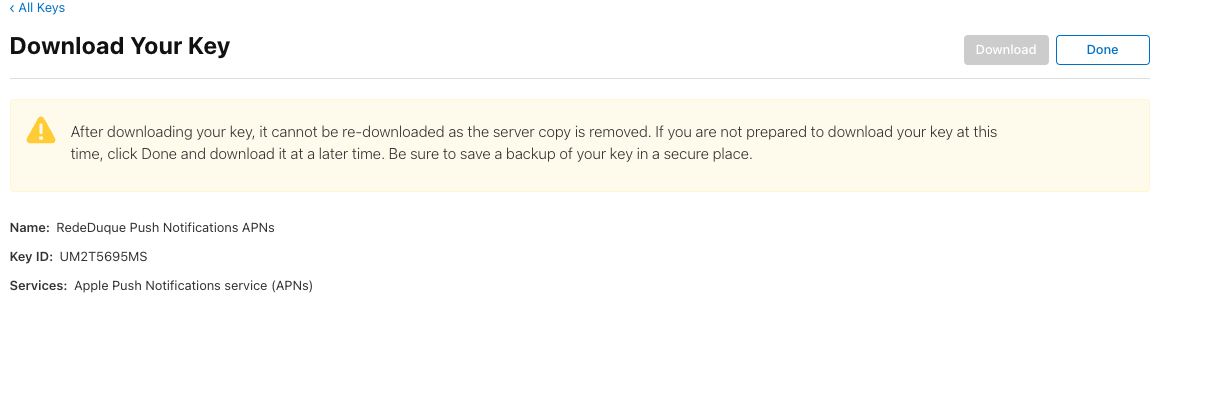 ‹ All Keys
Download Your Key
Download
Done
After downloading your key, it cannot be re-downloaded as the server copy is removed. If you are not prepared to download your key at this
time, click Done and download it at a later time. Be sure to save a backup of your key in a secure place.
Name: RedeDuque Push Notifications APNs
Key ID: UM2T5695MS
Services: Apple Push Notifications service (APNs)